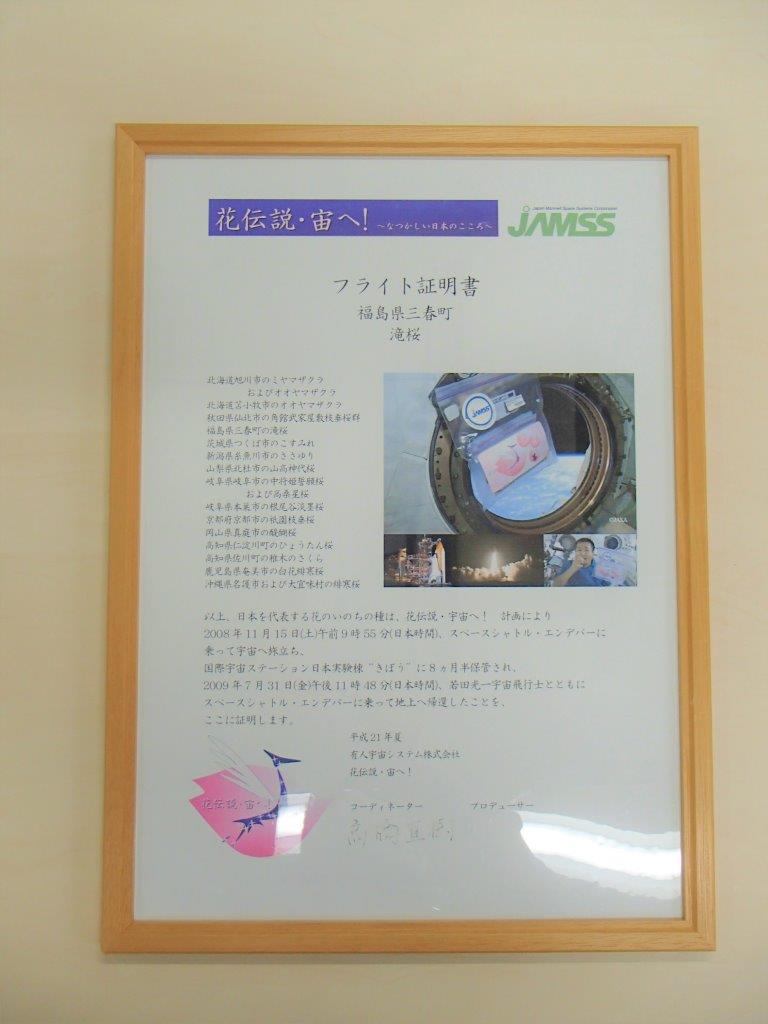 花伝説・宙へ! ～なつかしい日本のこころへ
Japan Manned Space Systems Corporation
JAMSS
フライト証明書
福島県三春町
滝桜
北海道旭川市のミヤマザクラ
およびオオヤマザクラ
北海道苫小牧市のオオヤマザクラ
秋田県仙北市の角館武家屋敷枝垂桜群
福島県三春町の滝桜
茨城県つくば市のこすみれ
新潟県糸魚川市のささゆり
山梨県北杜市の山高神代桜
岐阜県岐阜市の中将姫誓願桜
および高桑星桜
岐阜県本巣市の根尾谷淡墨桜
京都府京都市の祇園枝垂桜
岡山県真庭市の醍醐桜
高知県仁淀川町のひょうたん桜
高知県佐川町の稚木のさくら
鹿児島県奄美市の白花緋寒桜
沖縄県名護市および大宜味村の緋寒桜
JAMSS
©JAXA
以上、日本を代表する花のいのちの種は、花伝説・宇宙へ! 計画により
2008年11月15日(土)午前9時55分(日本時間)、スペースシャトル・エンデバーに
乗って宇宙へ旅立ち、
国際宇宙ステーション日本実験棟“きぼう”に8ヵ月半保管され、
2009年7月31日(金)午後11時48分(日本時間)、若田光一宇宙飛行士とともに
スペースシャトル・エンデバーに乗って地上へ帰還したことを、
ここに証明します。
平成21年夏
有人宇宙システム株式会社
花伝説・宙へ!
花伝説・宙へ!
コーディネーター プロデューサー